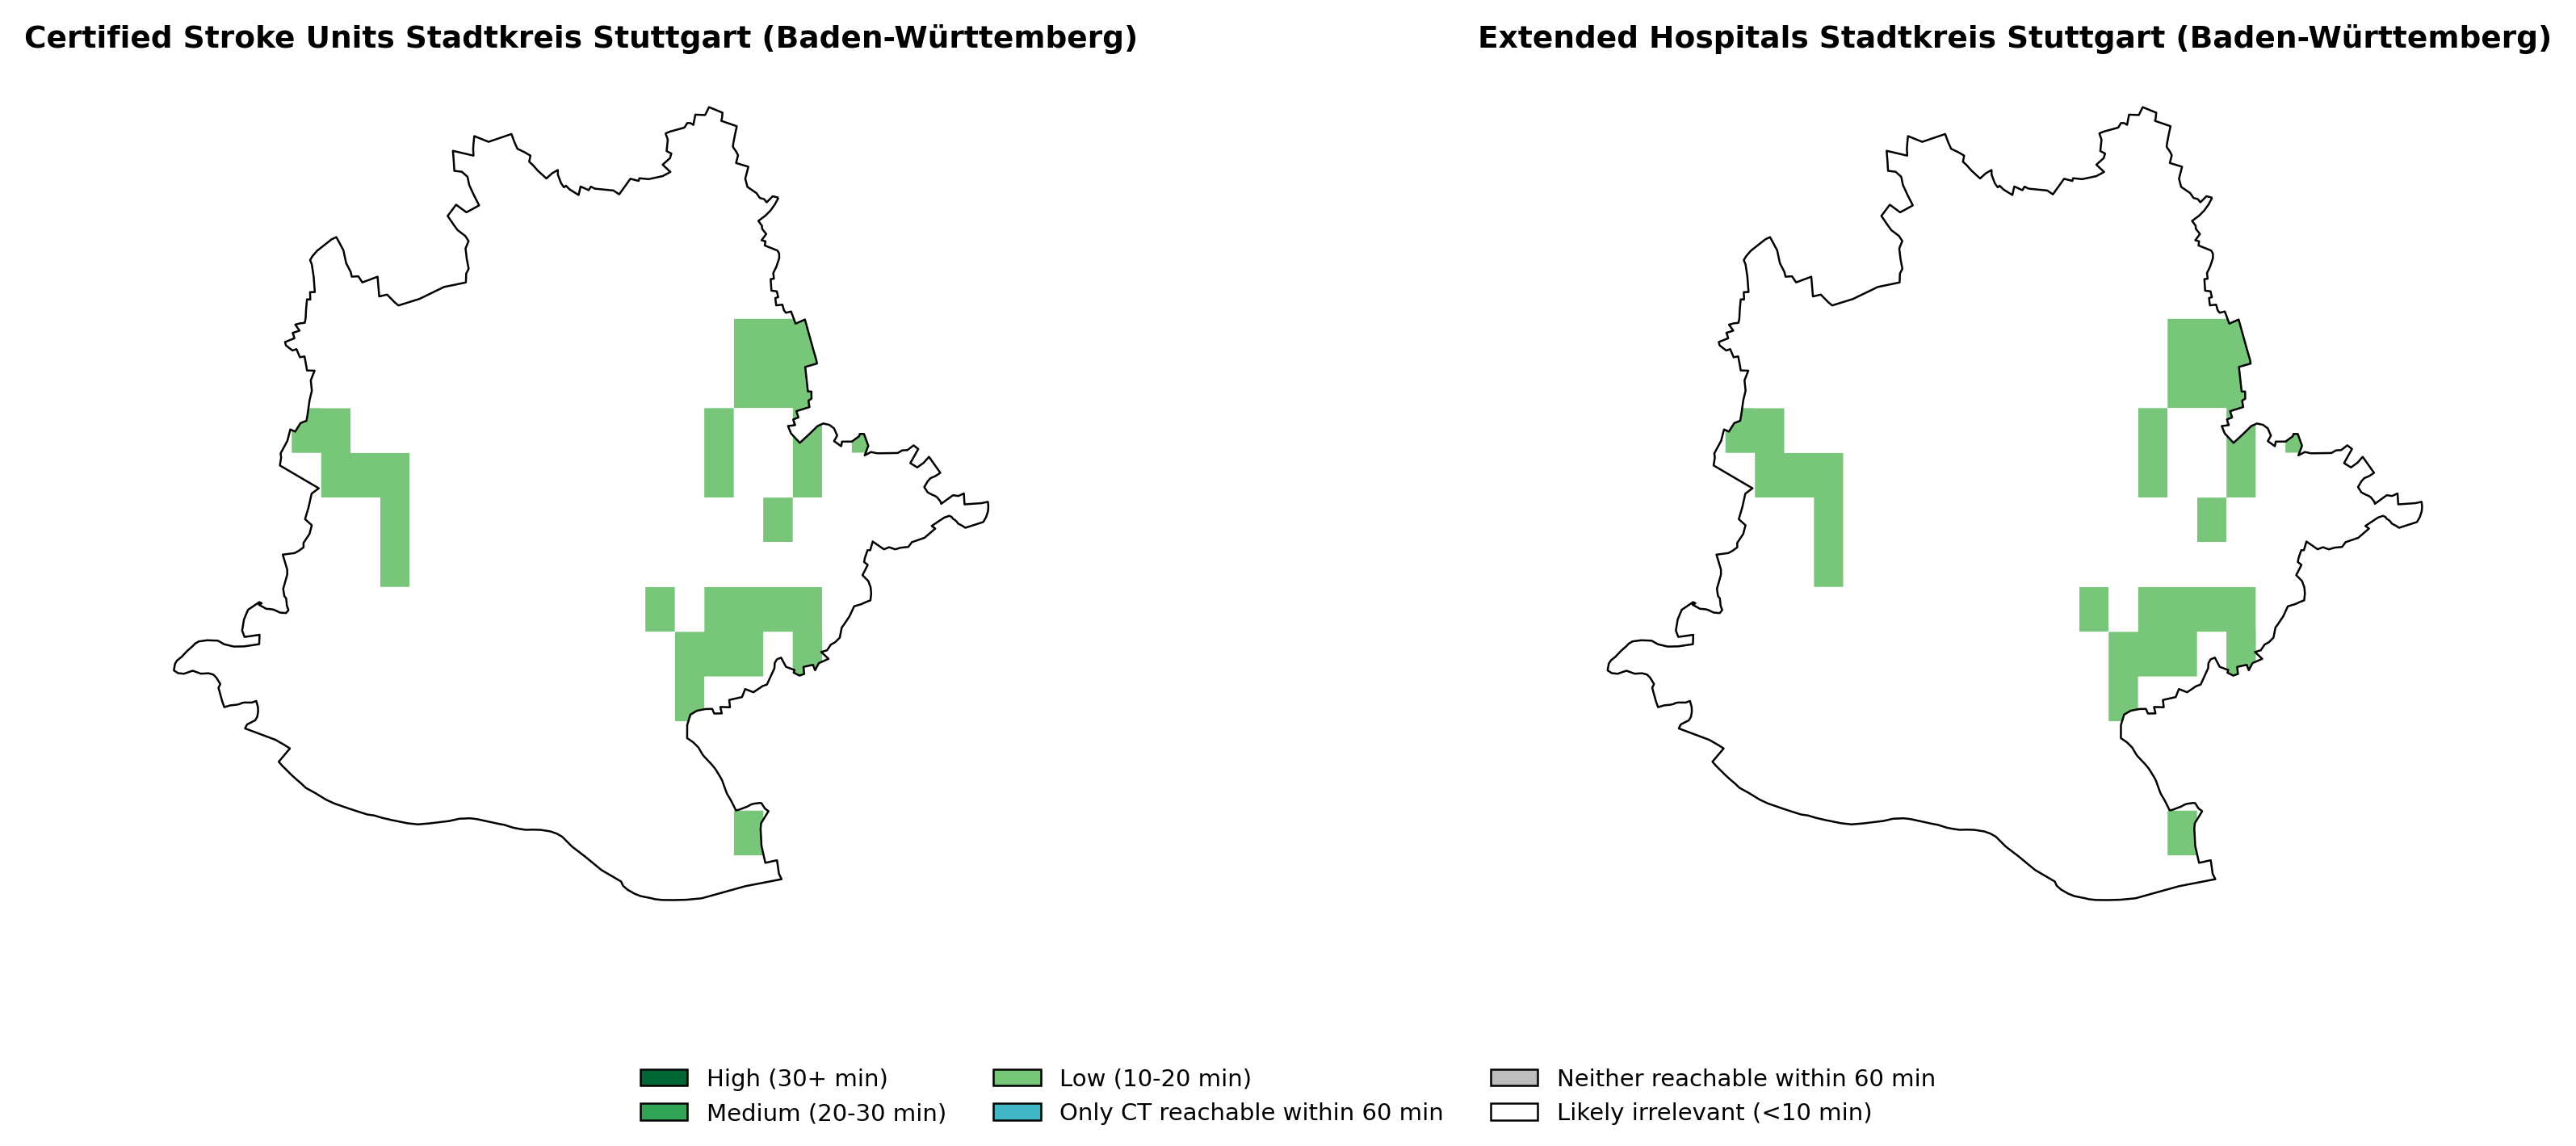 Certified Stroke Units Stadtkreis Stuttgart (Baden-Württemberg)
Extended Hospitals Stadtkreis Stuttgart (Baden-Württemberg)
High (30+ min)
Medium (20-30 min)
Low (10-20 min)
Only CT reachable within 60 min
Neither reachable within 60 min
Likely irrelevant (<10 min)